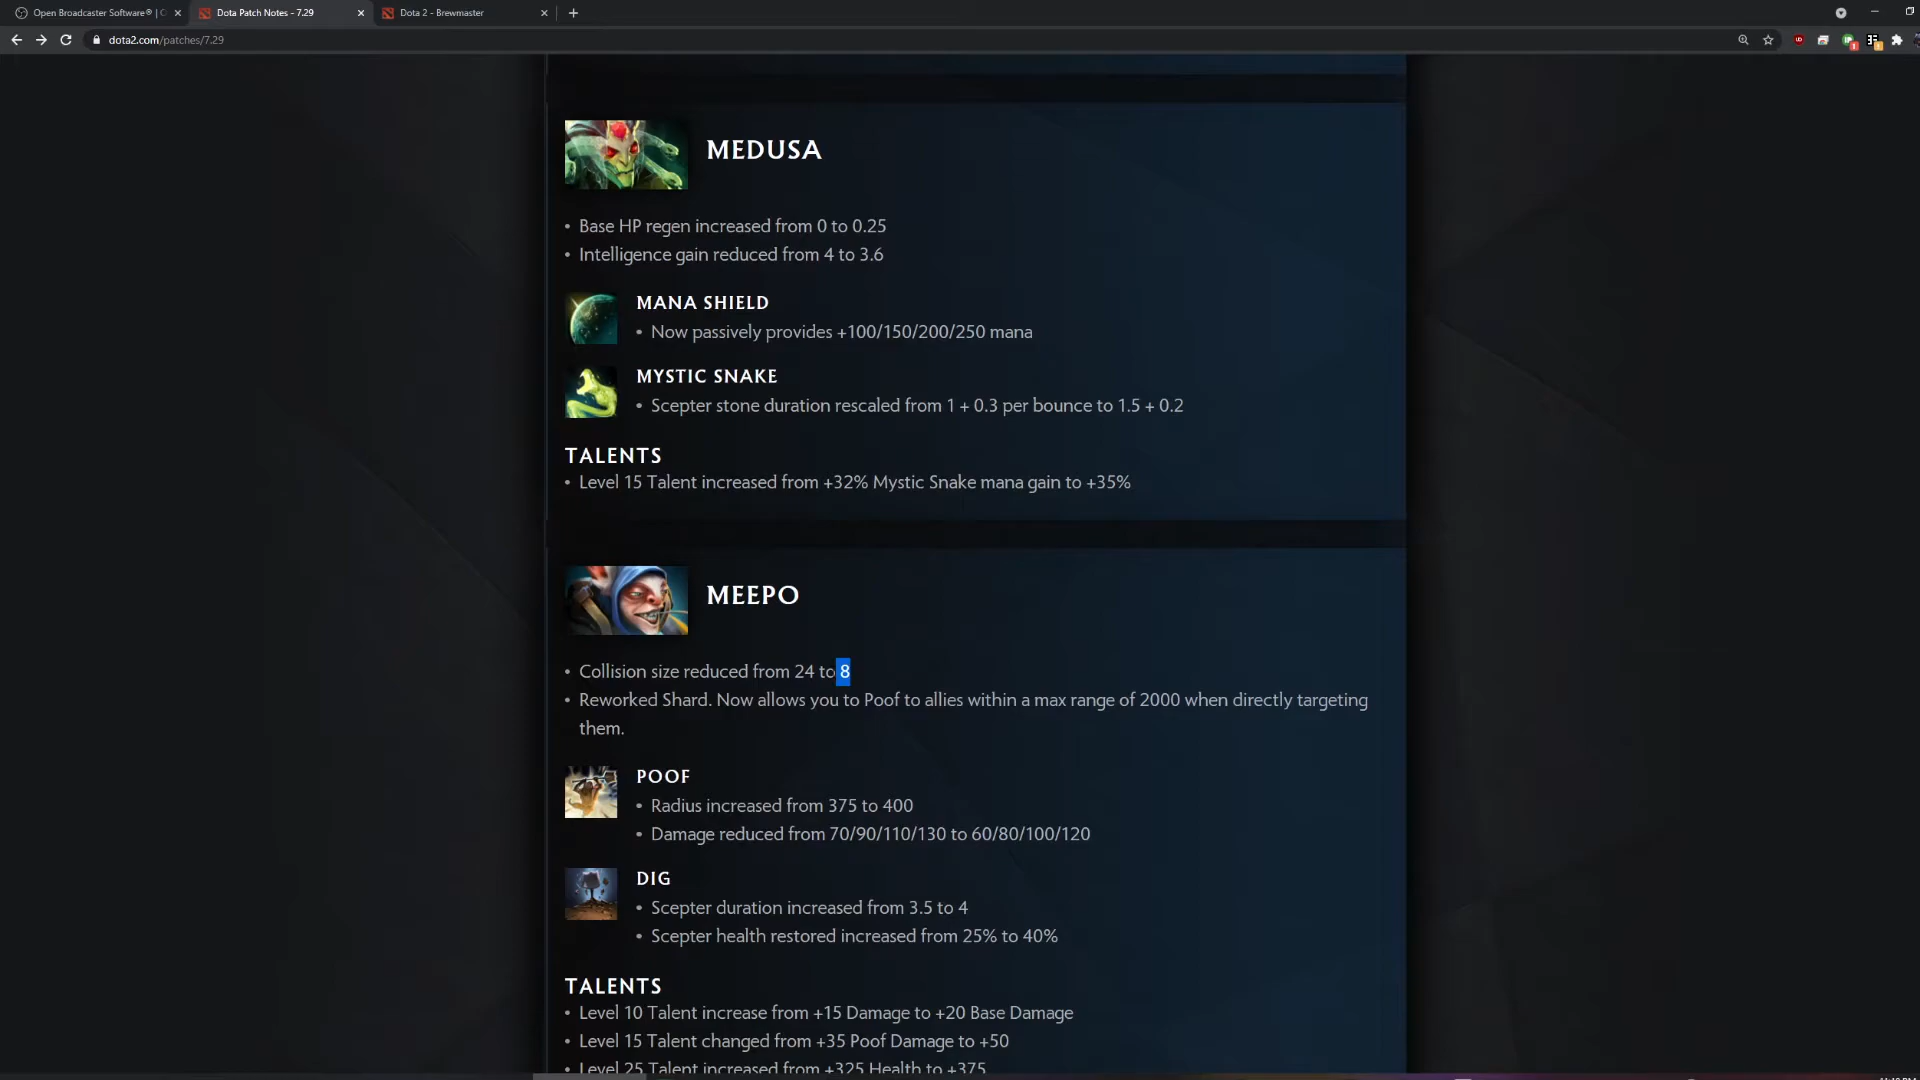 Open Broadcaster Software® | O
Dota Patch Notes - 7.29
Dota 2 - Brewmaster
dota2.com/patches/7.29
MEDUSA
• Base HP regen increased from 0 to 0.25
• Intelligence gain reduced from 4 to 3.6
MANA SHIELD
• Now passively provides +100/150/200/250 mana
MYSTIC SNAKE
• Scepter stone duration rescaled from 1 + 0.3 per bounce to 1.5 + 0.2
TALENTS
• Level 15 Talent increased from +32% Mystic Snake mana gain to +35%
MEEPO
• Collision size reduced from 24 to 8
• Reworked Shard. Now allows you to Poof to allies within a max range of 2000 when directly targeting
them.
POOF
• Radius increased from 375 to 400
• Damage reduced from 70/90/110/130 to 60/80/100/120
DIG
• Scepter duration increased from 3.5 to 4
• Scepter health restored increased from 25% to 40%
TALENTS
• Level 10 Talent increase from +15 Damage to +20 Base Damage
• Level 15 Talent changed from +35 Poof Damage to +50
• Level 25 Talent increased from +325 Health to +375